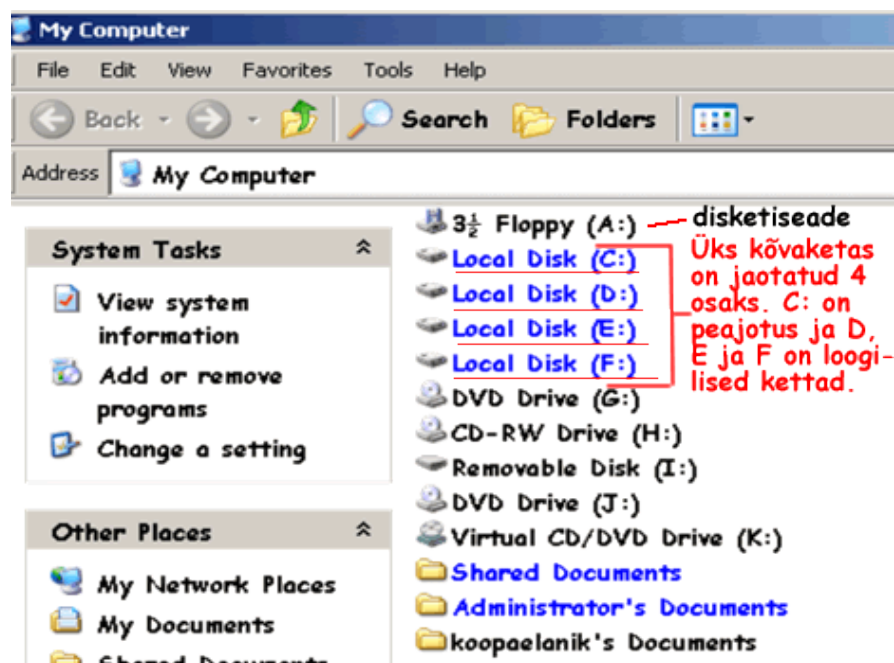 My Computer
File Edit View Favorites Tools Help
Back Search Folders
Address My Computer
System Tasks
View system
information
Add or remove
programs
Change a setting
Other Places
My Network Places
My Documents
Shared Documents
3½ Floppy (A:)
Local Disk (C:)
Local Disk (D:)
Local Disk (E:)
Local Disk (F:)
DVD Drive (G:)
CD-RW Drive (H:)
Removable Disk (I:)
DVD Drive (J:)
Virtual CD/DVD Drive (K:)
Shared Documents
Administrator's Documents
koopaelanik's Documents
disketiseade
Üks kõvaketas
on jaotatud 4
osaks. C: on
peajotus ja D,
E ja F on loogi-
lised kettad.